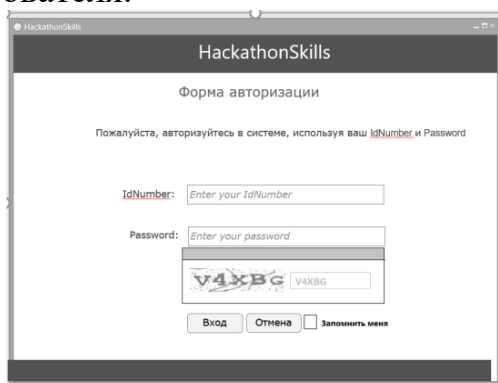 ователя.
HackathonSkills
HackathonSkills
Форма авторизации
Пожалуйста, авторизуйтесь в системе, используя ваш IdNumber и Password
IdNumber: Enter your IdNumber
Password: Enter your password
V4XBG V4XBG
Вход Отмена Запомнить меня